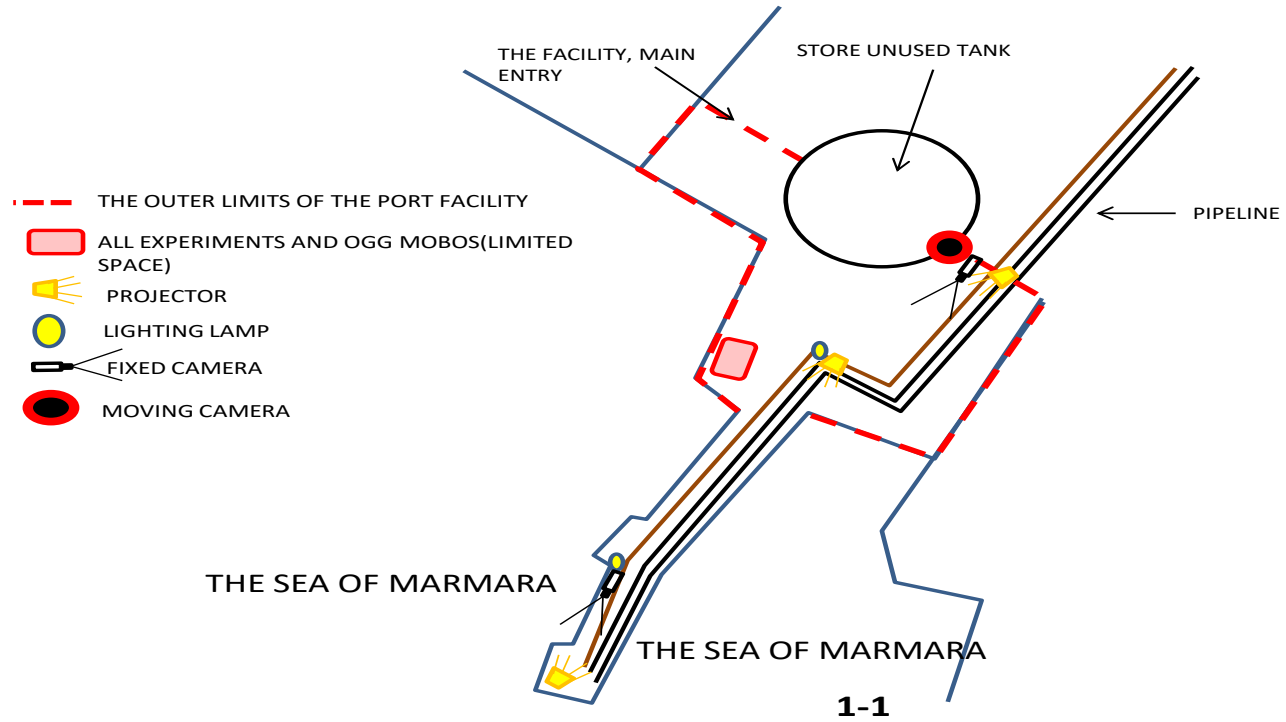 THE FACILITY, MAIN
ENTRY
STORE UNUSED TANK
THE OUTER LIMITS OF THE PORT FACILITY
ALL EXPERIMENTS AND OGG MOBOS(LIMITED
SPACE)
PROJECTOR
LIGHTING LAMP
FIXED CAMERA
MOVING CAMERA
PIPELINE
THE SEA OF MARMARA
THE SEA OF MARMARA
1-1